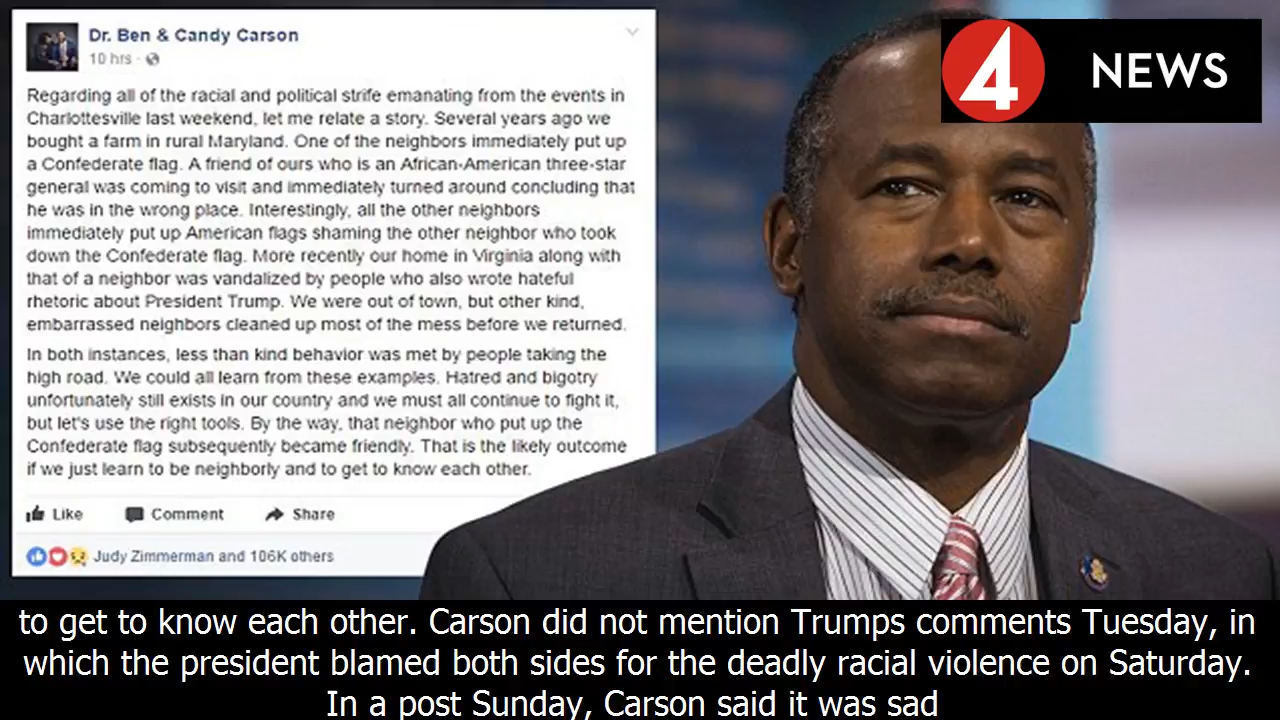 Dr. Ben & Candy Carson
10 hrs ·
Regarding all of the racial and political strife emanating from the events in
Charlottesville last weekend, let me relate a story. Several years ago we
bought a farm in rural Maryland. One of the neighbors immediately put up
a Confederate flag. A friend of ours who is an African-American three-star
general was coming to visit and immediately turned around concluding that
he was in the wrong place. Interestingly, all the other neighbors
immediately put up American flags shaming the other neighbor who took
down the Confederate flag. More recently our home in Virginia along with
that of a neighbor was vandalized by people who also wrote hateful
rhetoric about President Trump. We were out of town, but other kind,
embarrassed neighbors cleaned up most of the mess before we returned.
In both instances, less than kind behavior was met by people taking the
high road. We could all learn from these examples. Hatred and bigotry
unfortunately still exists in our country and we must all continue to fight it,
but let's use the right tools. By the way, that neighbor who put up the
Confederate flag subsequently became friendly. That is the likely outcome
if we just learn to be neighborly and to get to know each other.
Like Comment Share
Judy Zimmerman and 106K others
4 NEWS
to get to know each other. Carson did not mention Trumps comments Tuesday, in
which the president blamed both sides for the deadly racial violence on Saturday.
In a post Sunday, Carson said it was sad